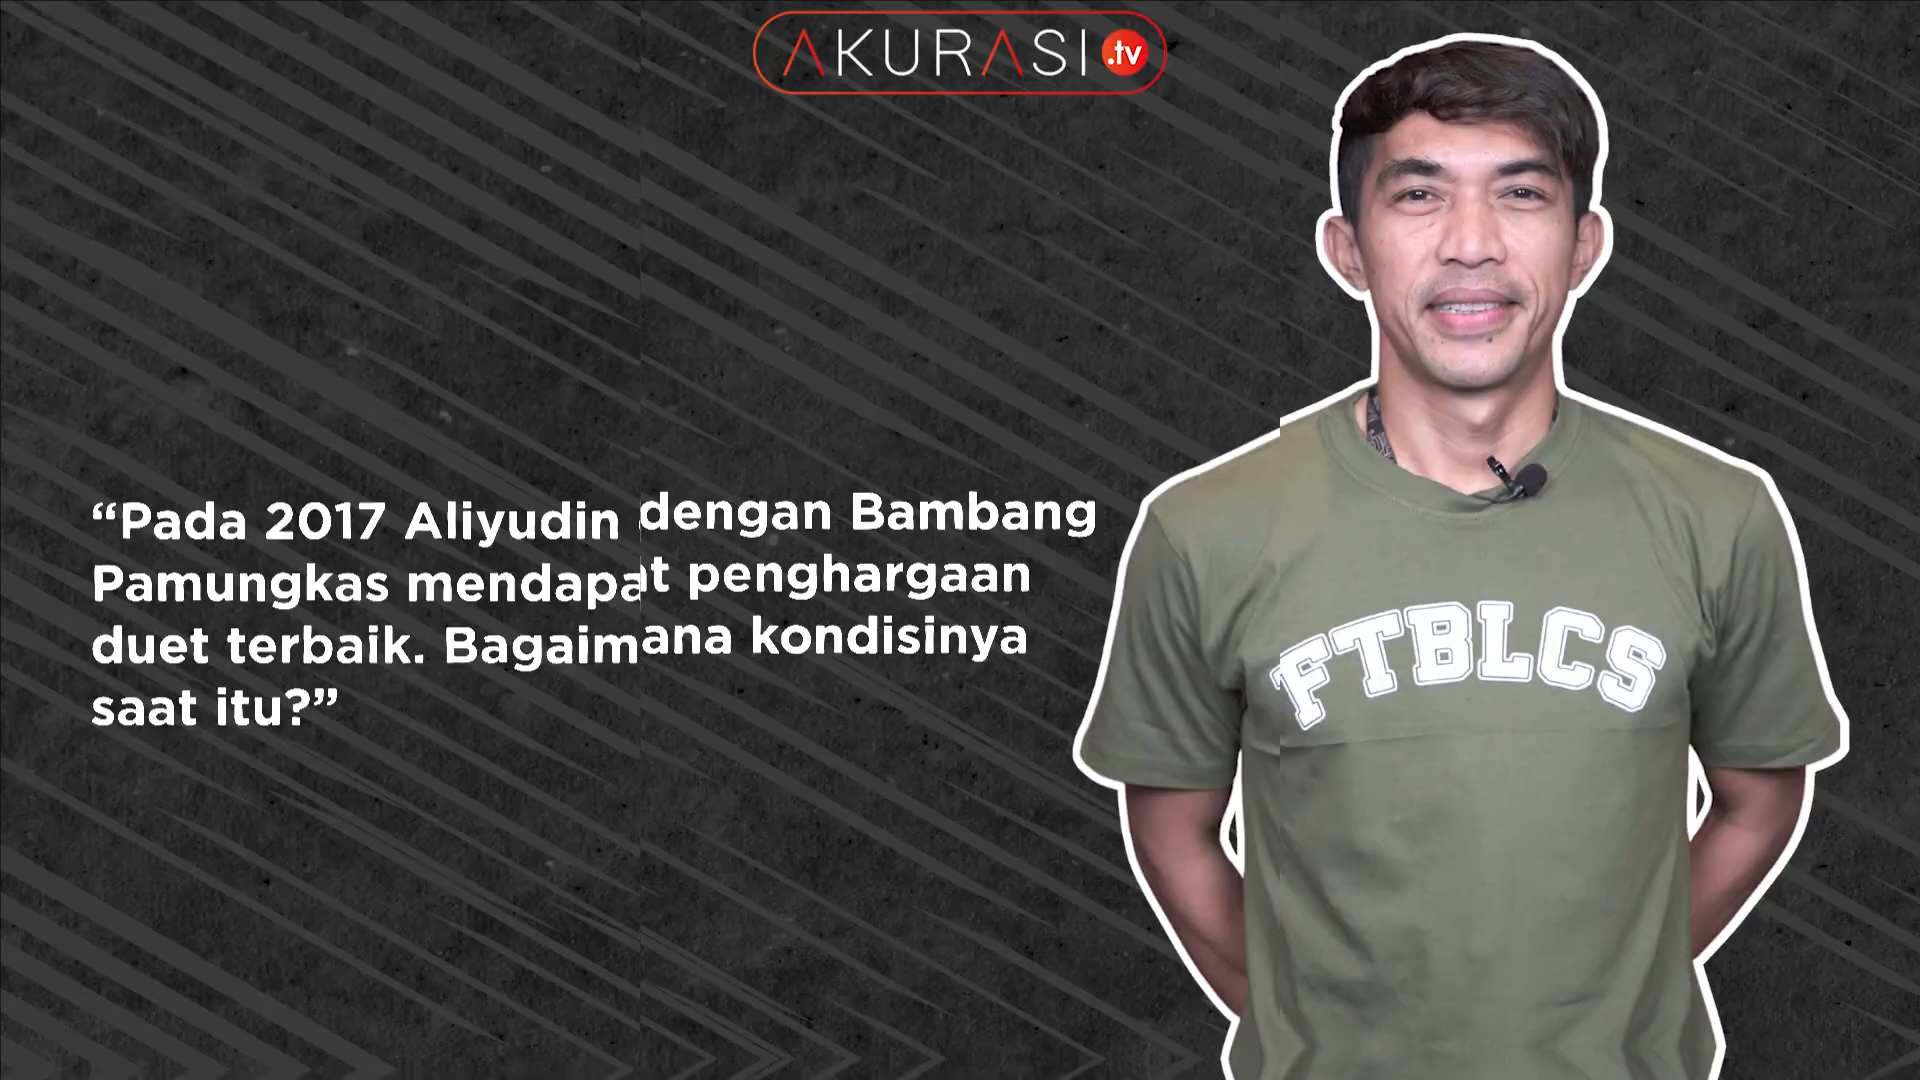 AKURASI.tv
“Pada 2017 Aliyudin dengan Bambang
Pamungkas mendapat penghargaan
duet terbaik. Bagaimana kondisinya
saat itu?”
FTBLCS